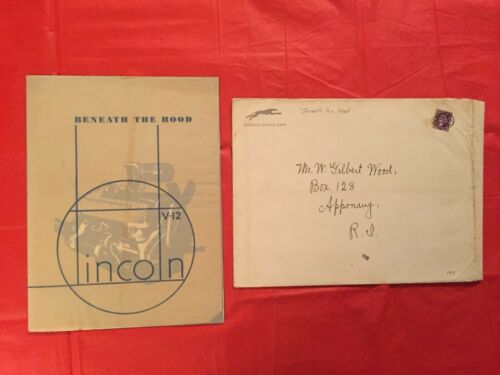 BENEATH THE HOOD
V-12
Lincoln
LINCOLN MOTOR CARS
"Beneath the Hood"
Mr. W. Gilbert Wood,
Box 128
Apponaug,
R.I.